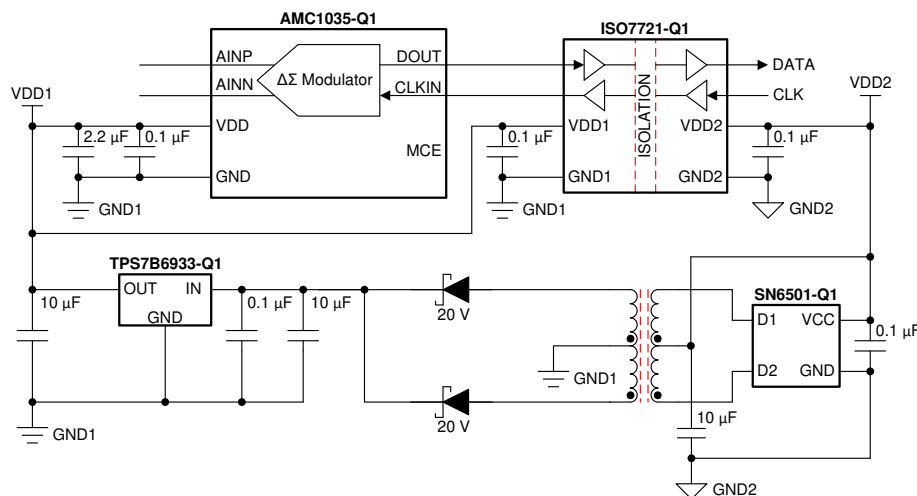 AMC1035-Q1
ISO7721-Q1
AINP
DOUT
DATA
ΔΣ Modulator
AINN
CLKIN
CLK
VDD1
VDD2
2.2 µF
0.1 µF
VDD
0.1 µF
VDD1
ISOLATION
VDD2
0.1 µF
MCE
GND
GND1
GND2
GND1
GND1
GND2
TPS7B6933-Q1
SN6501-Q1
10 µF
OUT
IN
0.1 µF
10 µF
20 V
D1
VCC
0.1 µF
GND
GND1
D2
GND
GND1
20 V
10 µF
GND2